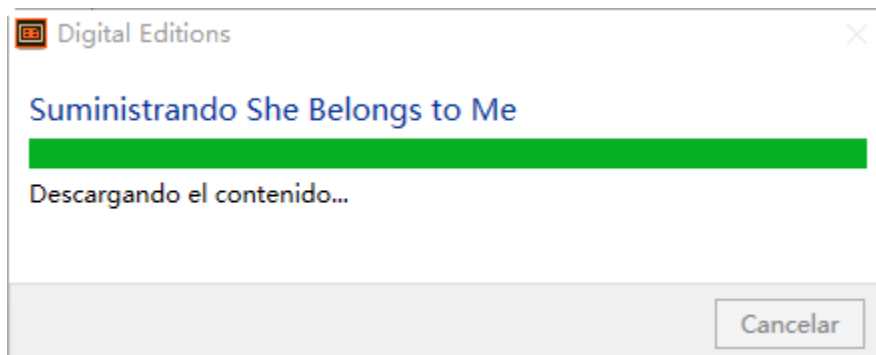 Digital Editions
Suministrando She Belongs to Me
Descargando el contenido...
Cancelar